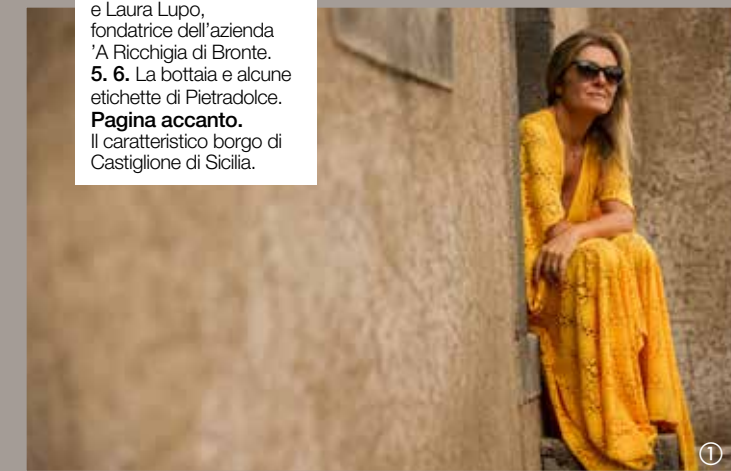 e Laura Lupo,
fondatrice dell'azienda
'A Ricchigia di Bronte.
5. 6. La bottaia e alcune
etichette di Pietradolce.
Pagina accanto.
Il caratteristico borgo di
Castiglione di Sicilia.
1